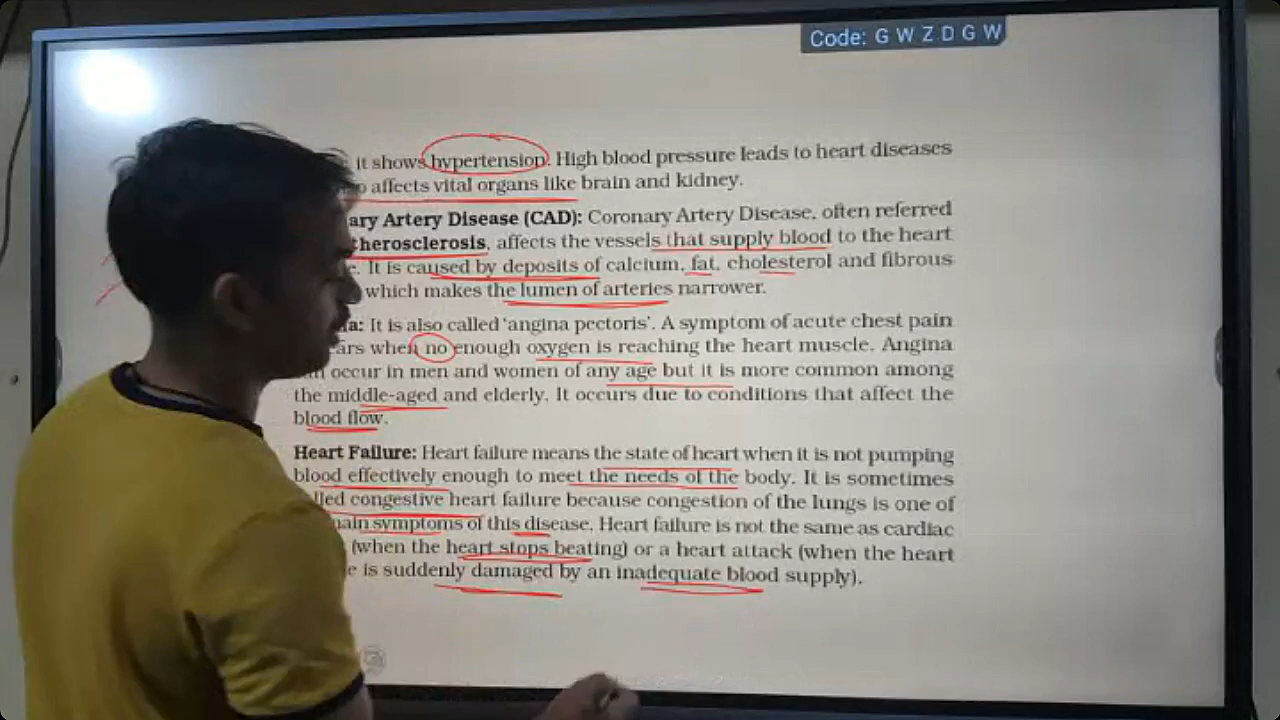 Code: G W Z D G W
it shows hypertension. High blood pressure leads to heart diseases
affects vital organs like brain and kidney.
ary Artery Disease (CAD): Coronary Artery Disease, often referred
herosclerosis, affects the vessels that supply blood to the heart
It is caused by deposits of calcium, fat, cholesterol and fibrous
which makes the lumen of arteries narrower.
a: It is also called 'angina pectoris'. A symptom of acute chest pain
ars when no enough oxygen is reaching the heart muscle. Angina
occur in men and women of any age but it is more common among
the middle-aged and elderly. It occurs due to conditions that affect the
blood flow.
Heart Failure: Heart failure means the state of heart when it is not pumping
blood effectively enough to meet the needs of the body. It is sometimes
lled congestive heart failure because congestion of the lungs is one of
ain symptoms of this disease. Heart failure is not the same as cardiac
(when the heart stops beating) or a heart attack (when the heart
e is suddenly damaged by an inadequate blood supply).